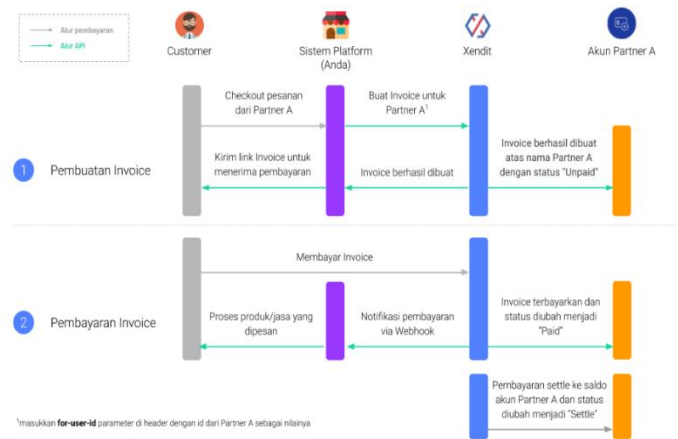 Alur pembayaran
Alur API
Customer
Sistem Platform
(Anda)
Xendit
Akun Partner A
Checkout pesanan
dari Partner A
Buat Invoice untuk
Partner A¹
Invoice berhasil dibuat
atas nama Partner A
dengan status "Unpaid"
1
Pembuatan Invoice
Kirim link Invoice untuk
menerima pembayaran
Invoice berhasil dibuat
Membayar Invoice
2
Pembayaran Invoice
Proses produk/jasa yang
dipesan
Notifikasi pembayaran
via Webhook
Invoice terbayarkan dan
status diubah menjadi
"Paid"
Pembayaran settle ke saldo
akun Partner A dan status
diubah menjadi "Settle"
¹masukkan for-user-id parameter di header dengan id dari Partner A sebagai nilainya